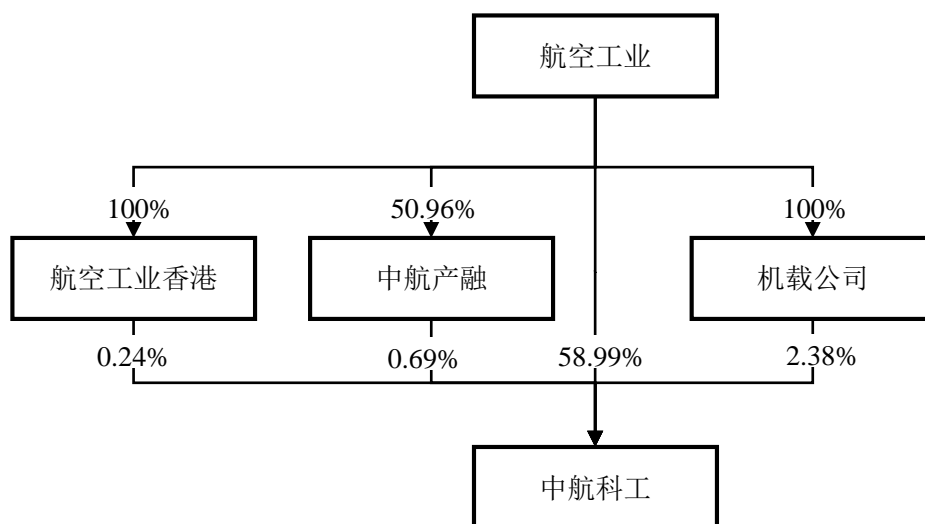 航空工业
100%
50.96%
100%
航空工业香港
中航产融
机载公司
0.24%
0.69%
58.99%
2.38%
中航科工